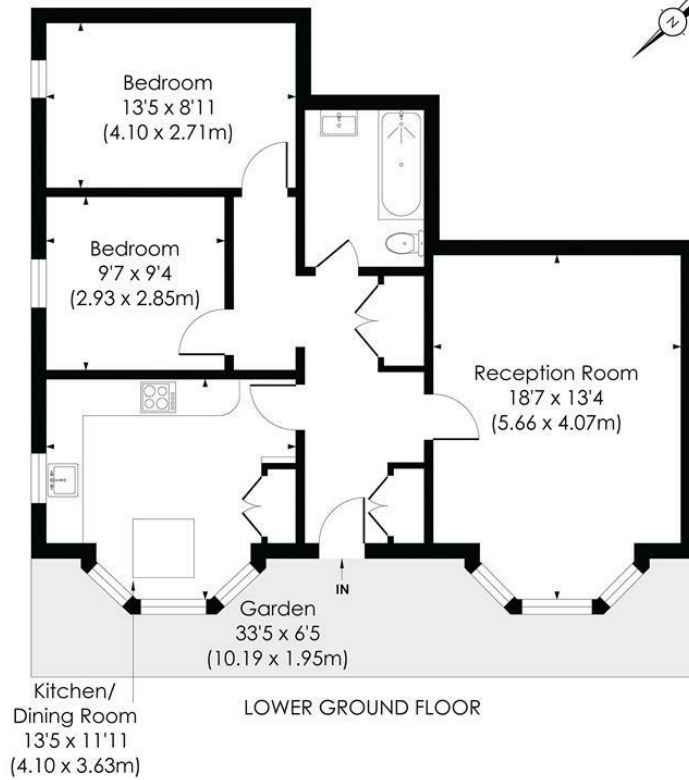 N
Bedroom
13'5 x 8'11
(4.10 x 2.71m)
Bedroom
9'7 x 9'4
(2.93 x 2.85m)
Reception Room
18'7 x 13'4
(5.66 x 4.07m)
IN
Garden
33'5 x 6'5
(10.19 x 1.95m)
Kitchen/
Dining Room
13'5 x 11'11
(4.10 x 3.63m)
LOWER GROUND FLOOR